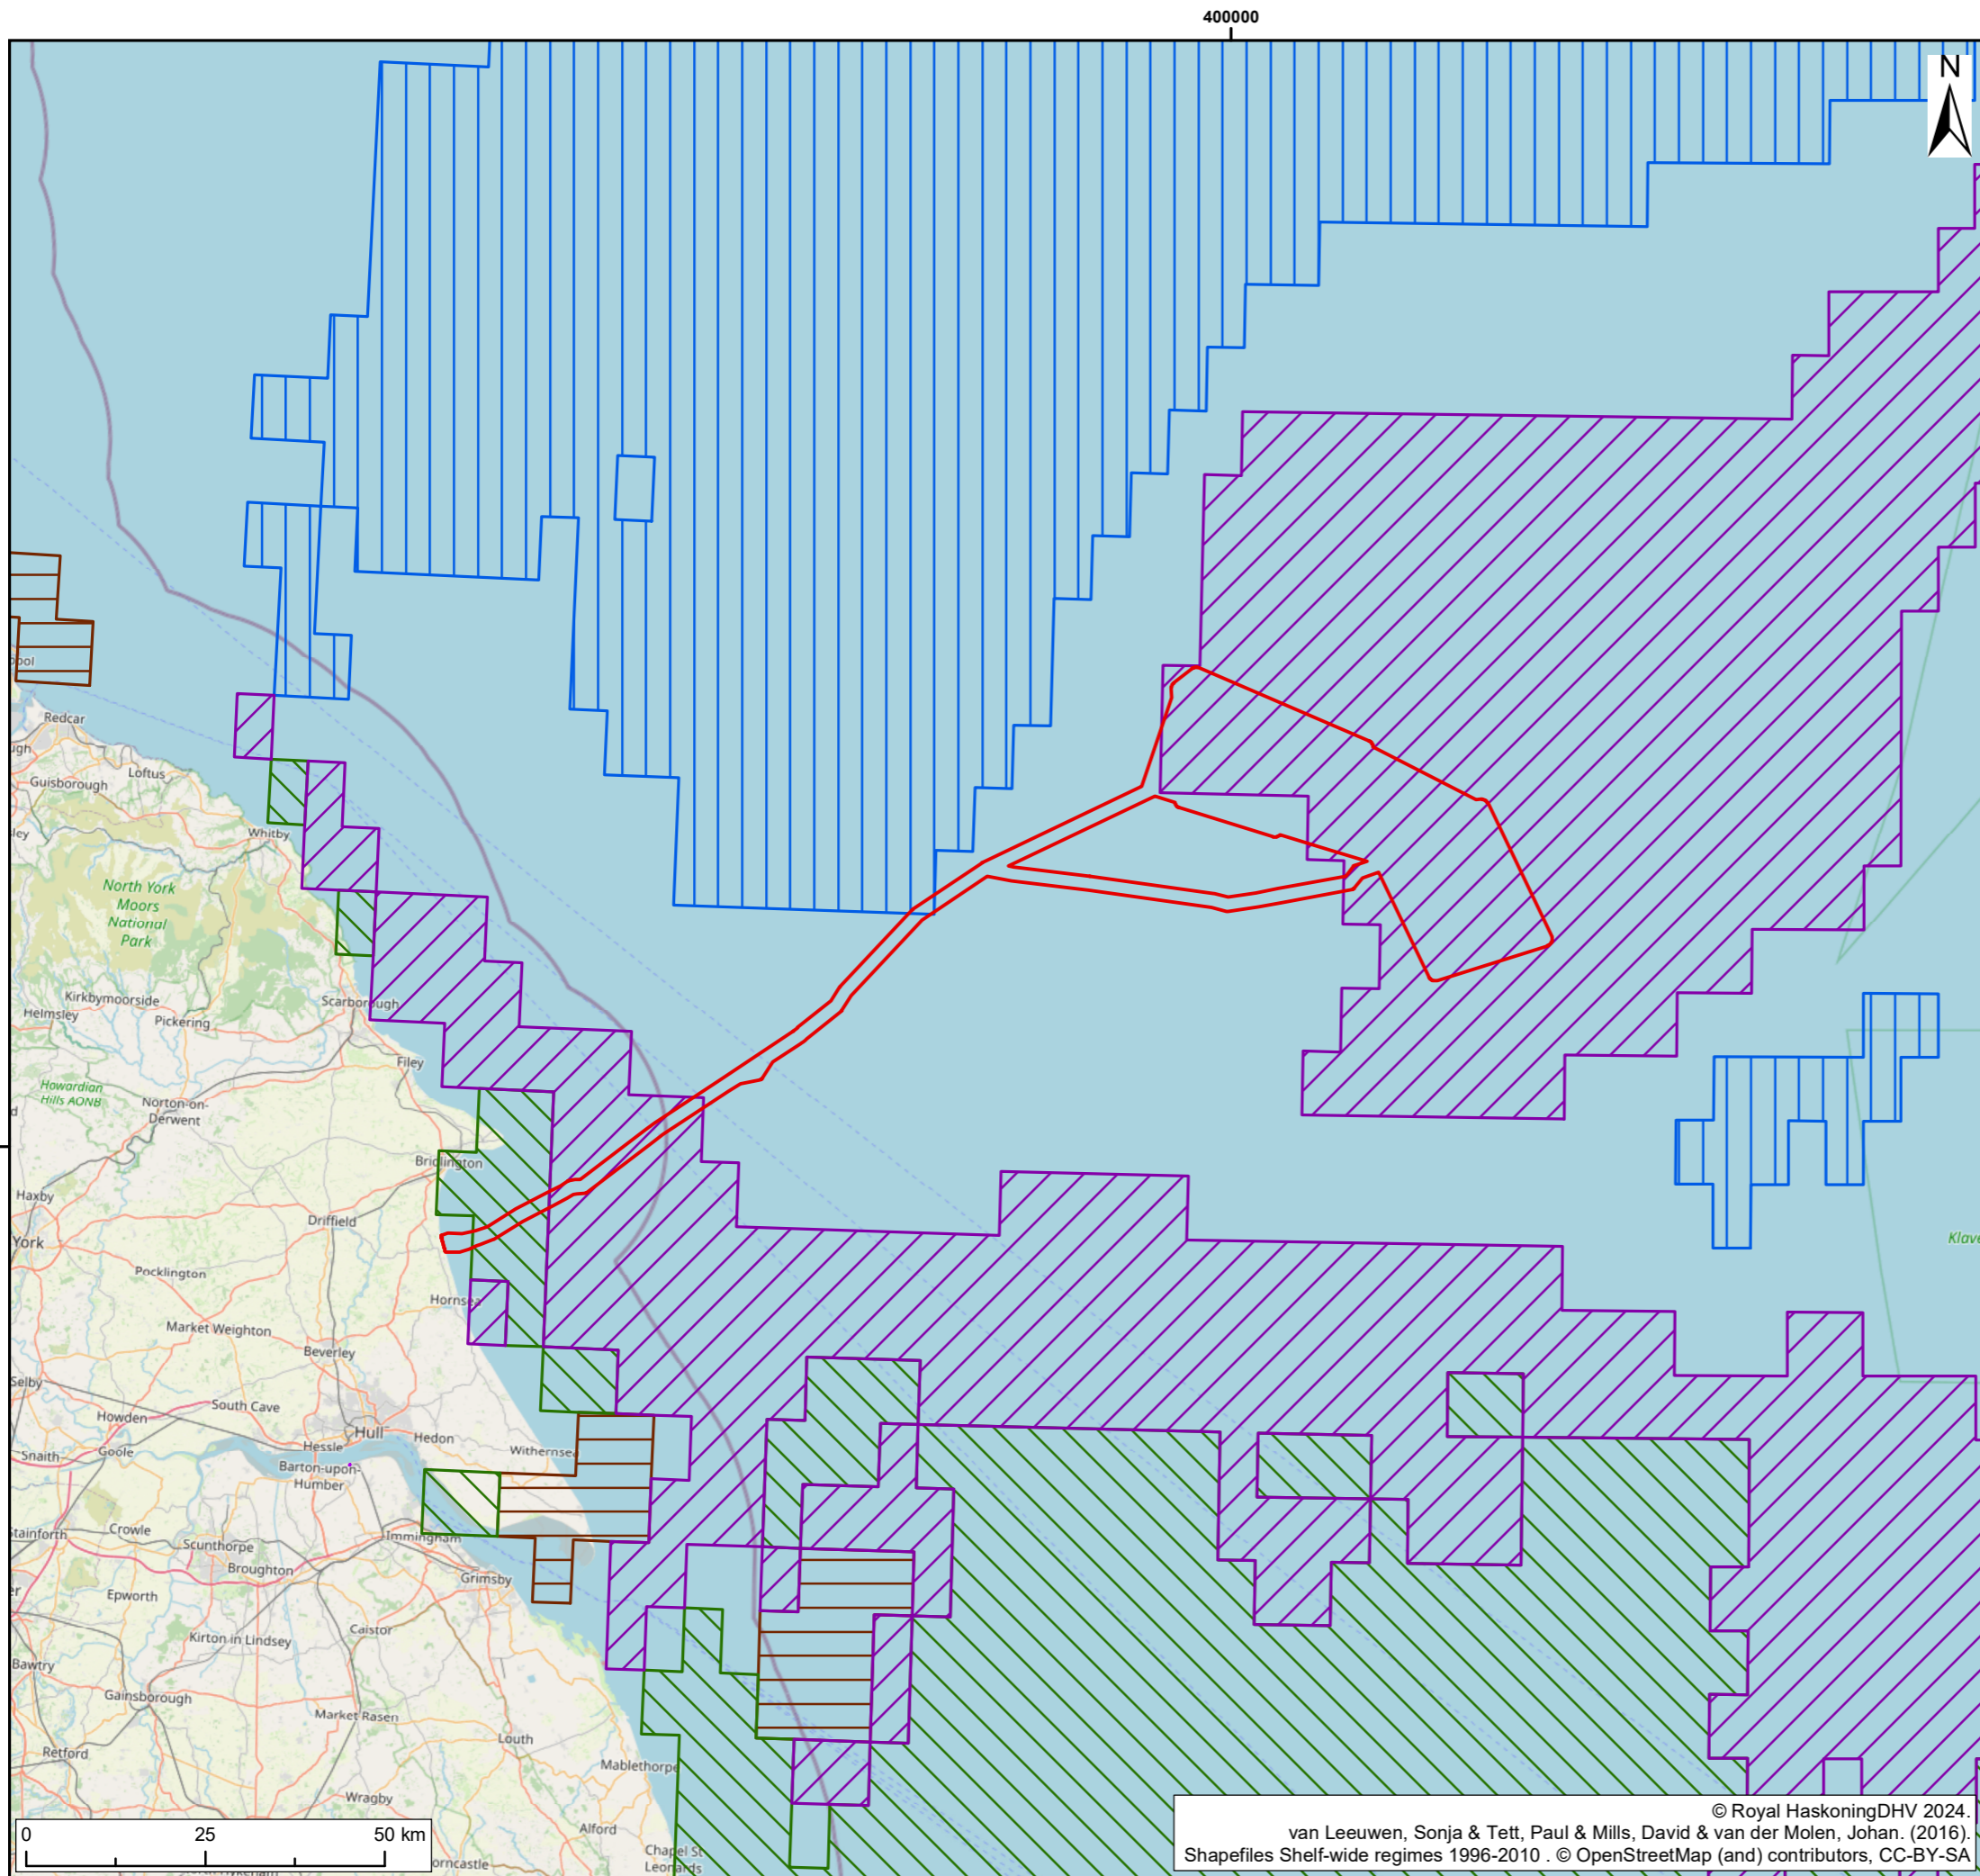 400000
N
Redcar
Guisborough
Loftus
Whitby
North York
Moors
National
Park
Kirkbymoorside
Helmsley
Pickering
Scarborough
Filey
Howardian
Hills AONB
Norton-on-
Derwent
Bridlington
Haxby
Driffield
York
Pocklington
Hornsea
Market Weighton
Beverley
Selby
South Cave
Howden
Hull
Hedon
Withernsea
Snaith
Goole
Hessle
Barton-upon-
Humber
Stainforth
Crowle
Scunthorpe
Immingham
Broughton
Grimsby
Epworth
Kirton in Lindsey
Caistor
Bawtry
Gainsborough
Market Rasen
Louth
Retford
Mablethorpe
Wragby
Alford
Chapel St
Leonards
Klave
0 25 50 km
© Royal HaskoningDHV 2024.
van Leeuwen, Sonja & Tett, Paul & Mills, David & van der Molen, Johan. (2016).
Shapefiles Shelf-wide regimes 1996-2010 . © OpenStreetMap (and) contributors, CC-BY-SA